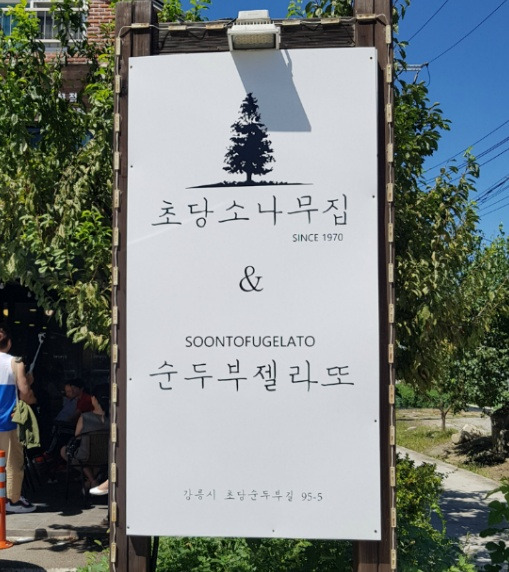 초당소나무집
SINCE 1970
&
SOONTOFUGELATO
순두부젤라또
강릉시 초당순두부길 95-5